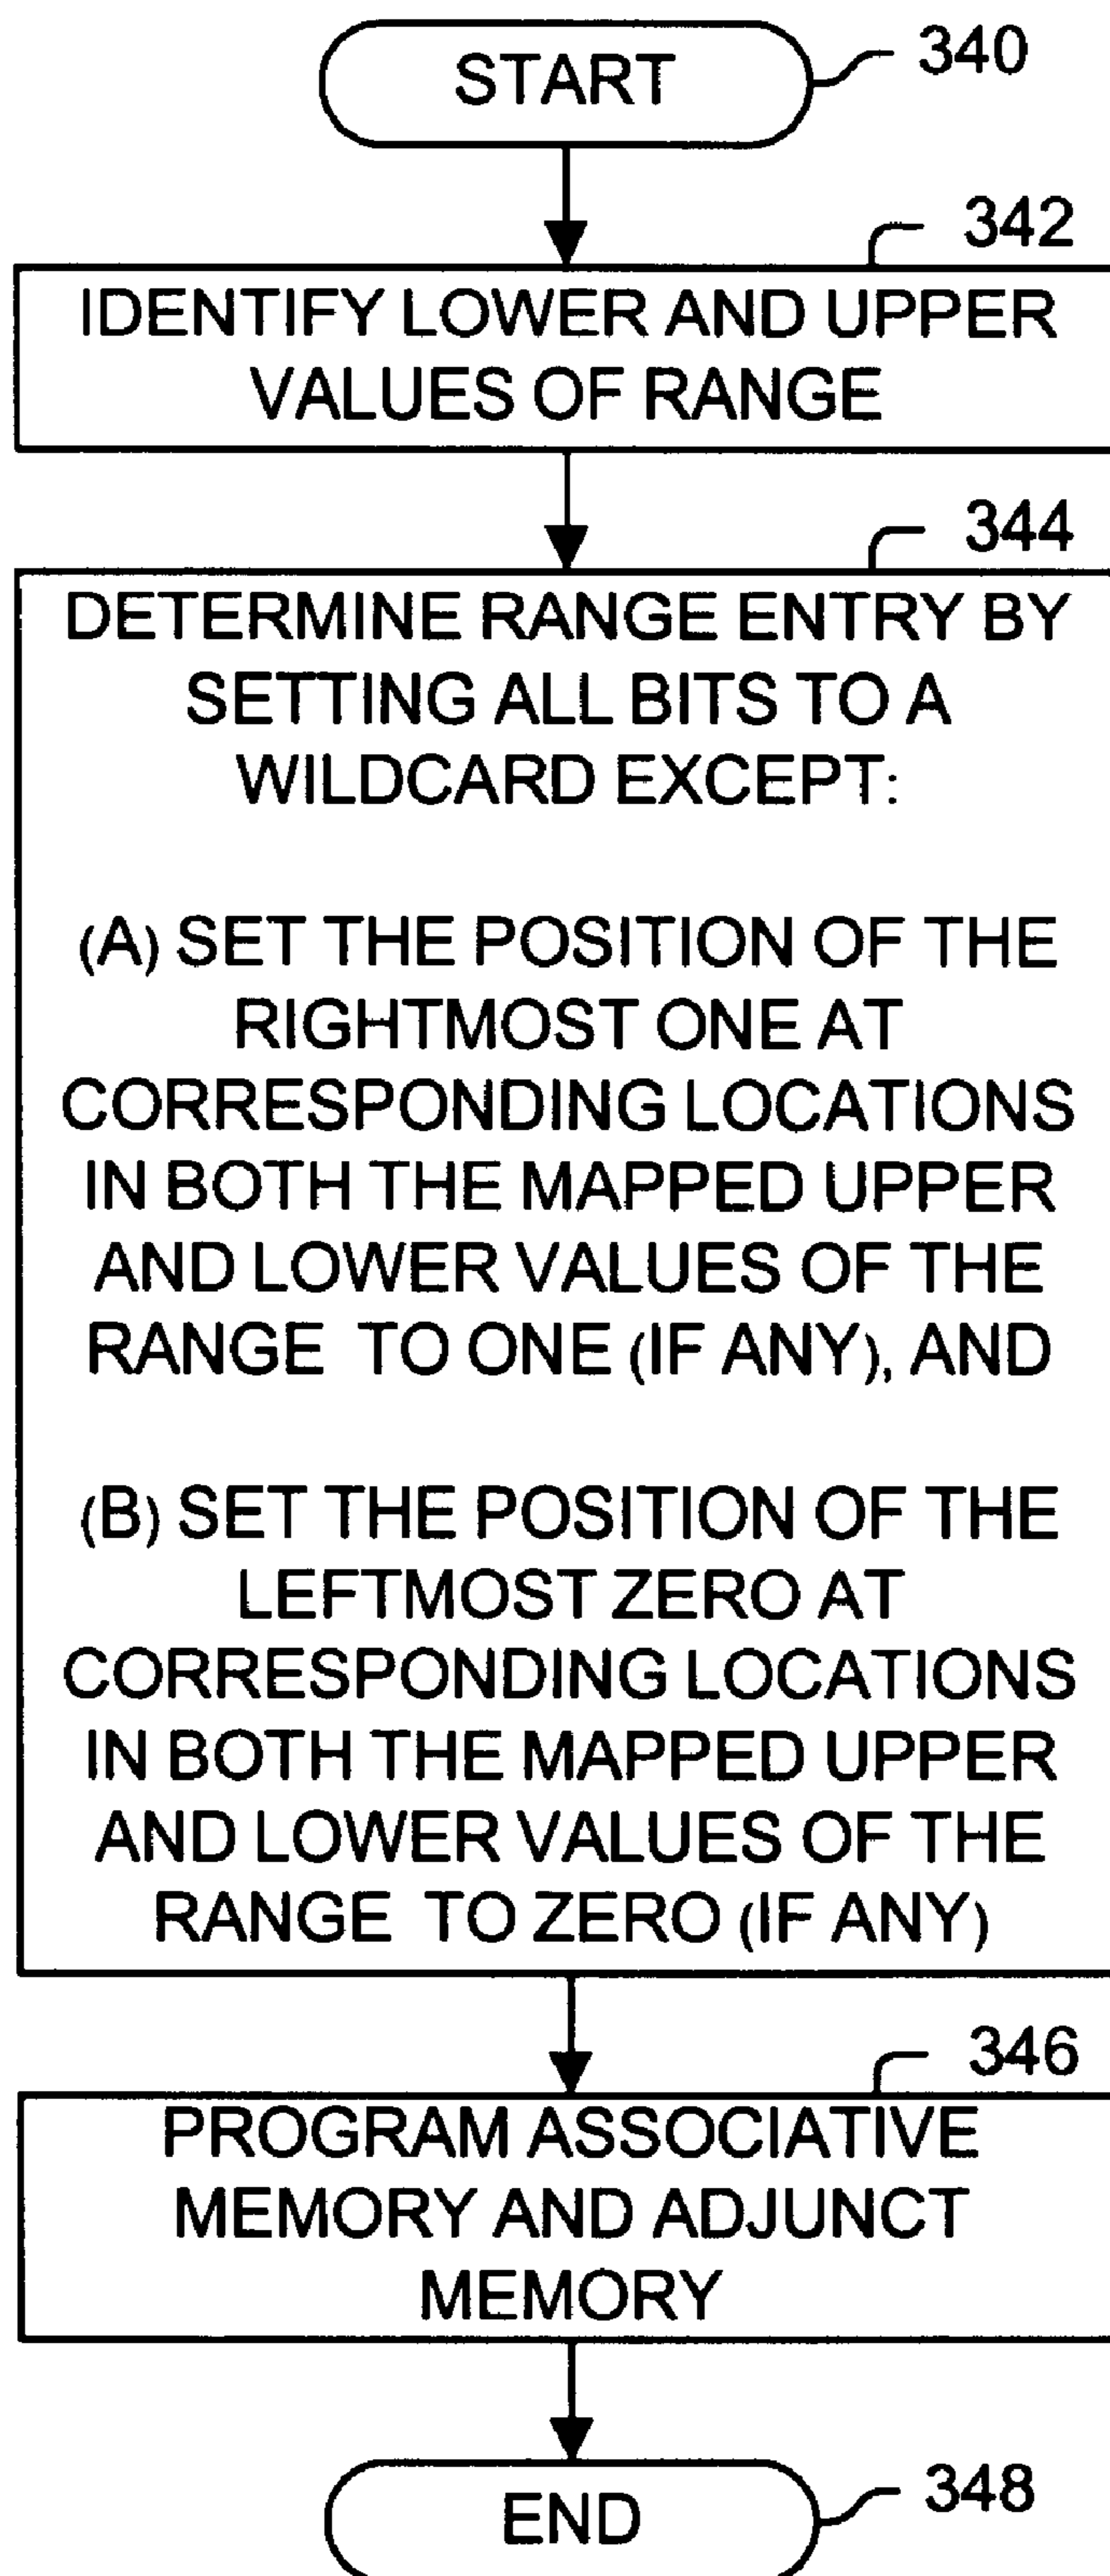 START
340
342
IDENTIFY LOWER AND UPPER
VALUES OF RANGE
344
DETERMINE RANGE ENTRY BY
SETTING ALL BITS TO A
WILDCARD EXCEPT:
(A) SET THE POSITION OF THE
RIGHTMOST ONE AT
CORRESPONDING LOCATIONS
IN BOTH THE MAPPED UPPER
AND LOWER VALUES OF THE
RANGE TO ONE (IF ANY), AND
(B) SET THE POSITION OF THE
LEFTMOST ZERO AT
CORRESPONDING LOCATIONS
IN BOTH THE MAPPED UPPER
AND LOWER VALUES OF THE
RANGE TO ZERO (IF ANY)
346
PROGRAM ASSOCIATIVE
MEMORY AND ADJUNCT
MEMORY
END
348